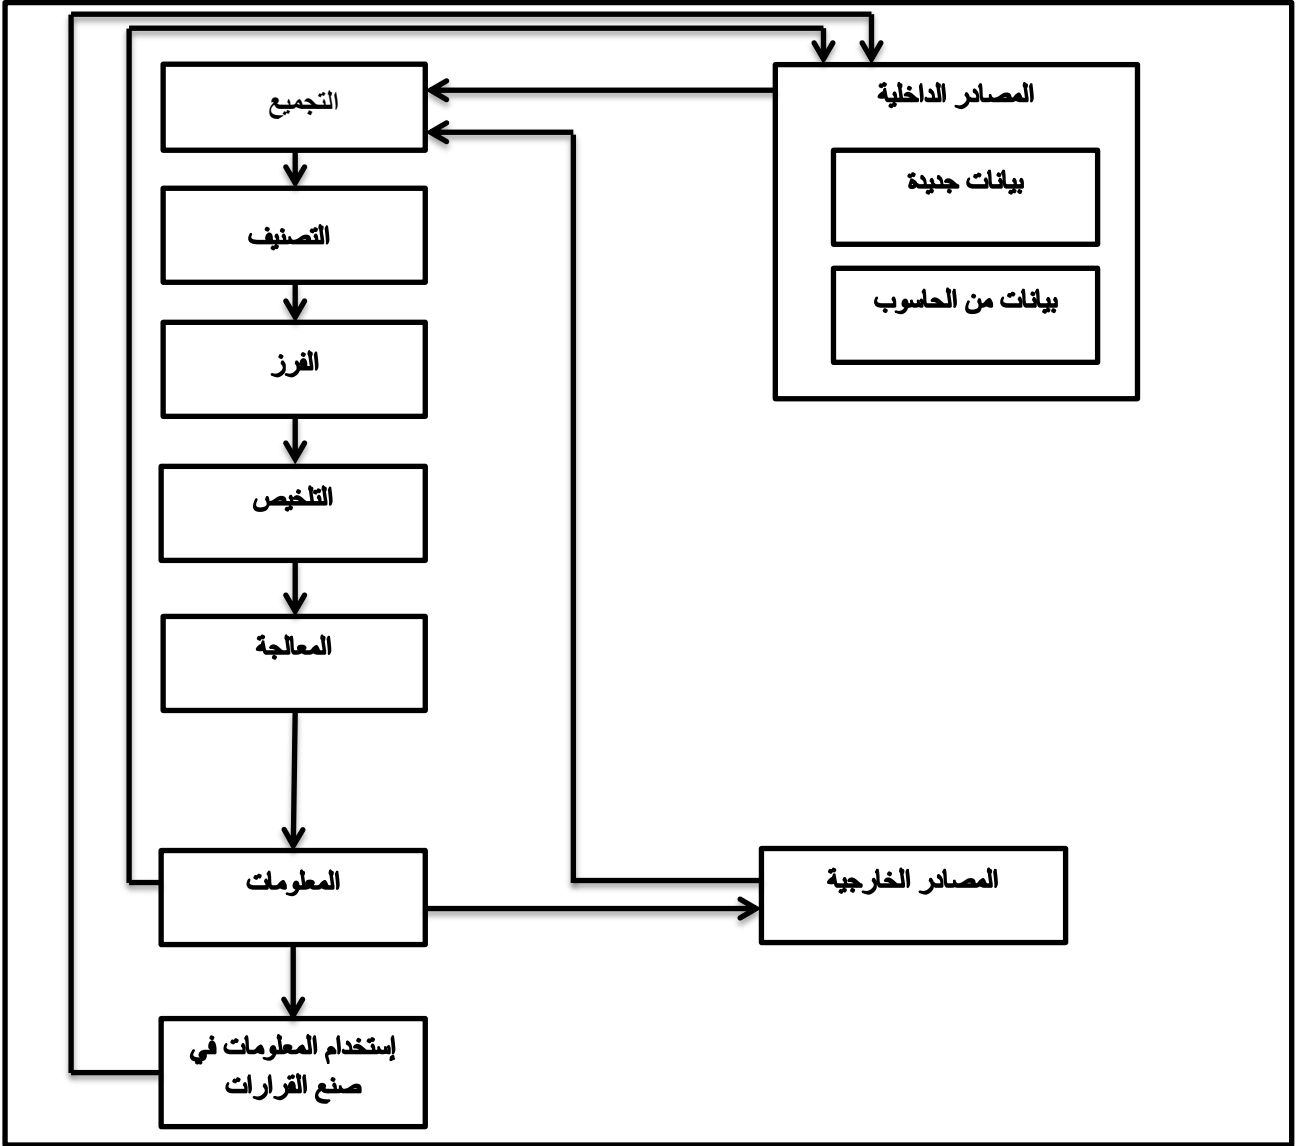 المصادر الداخلية
بيانات جديدة
بيانات من الحاسوب
التجميع
التصنيف
الفرز
التلخيص
المعالجة
المعلومات
المصادر الخارجية
إستخدام المعلومات في
صنع القرارات